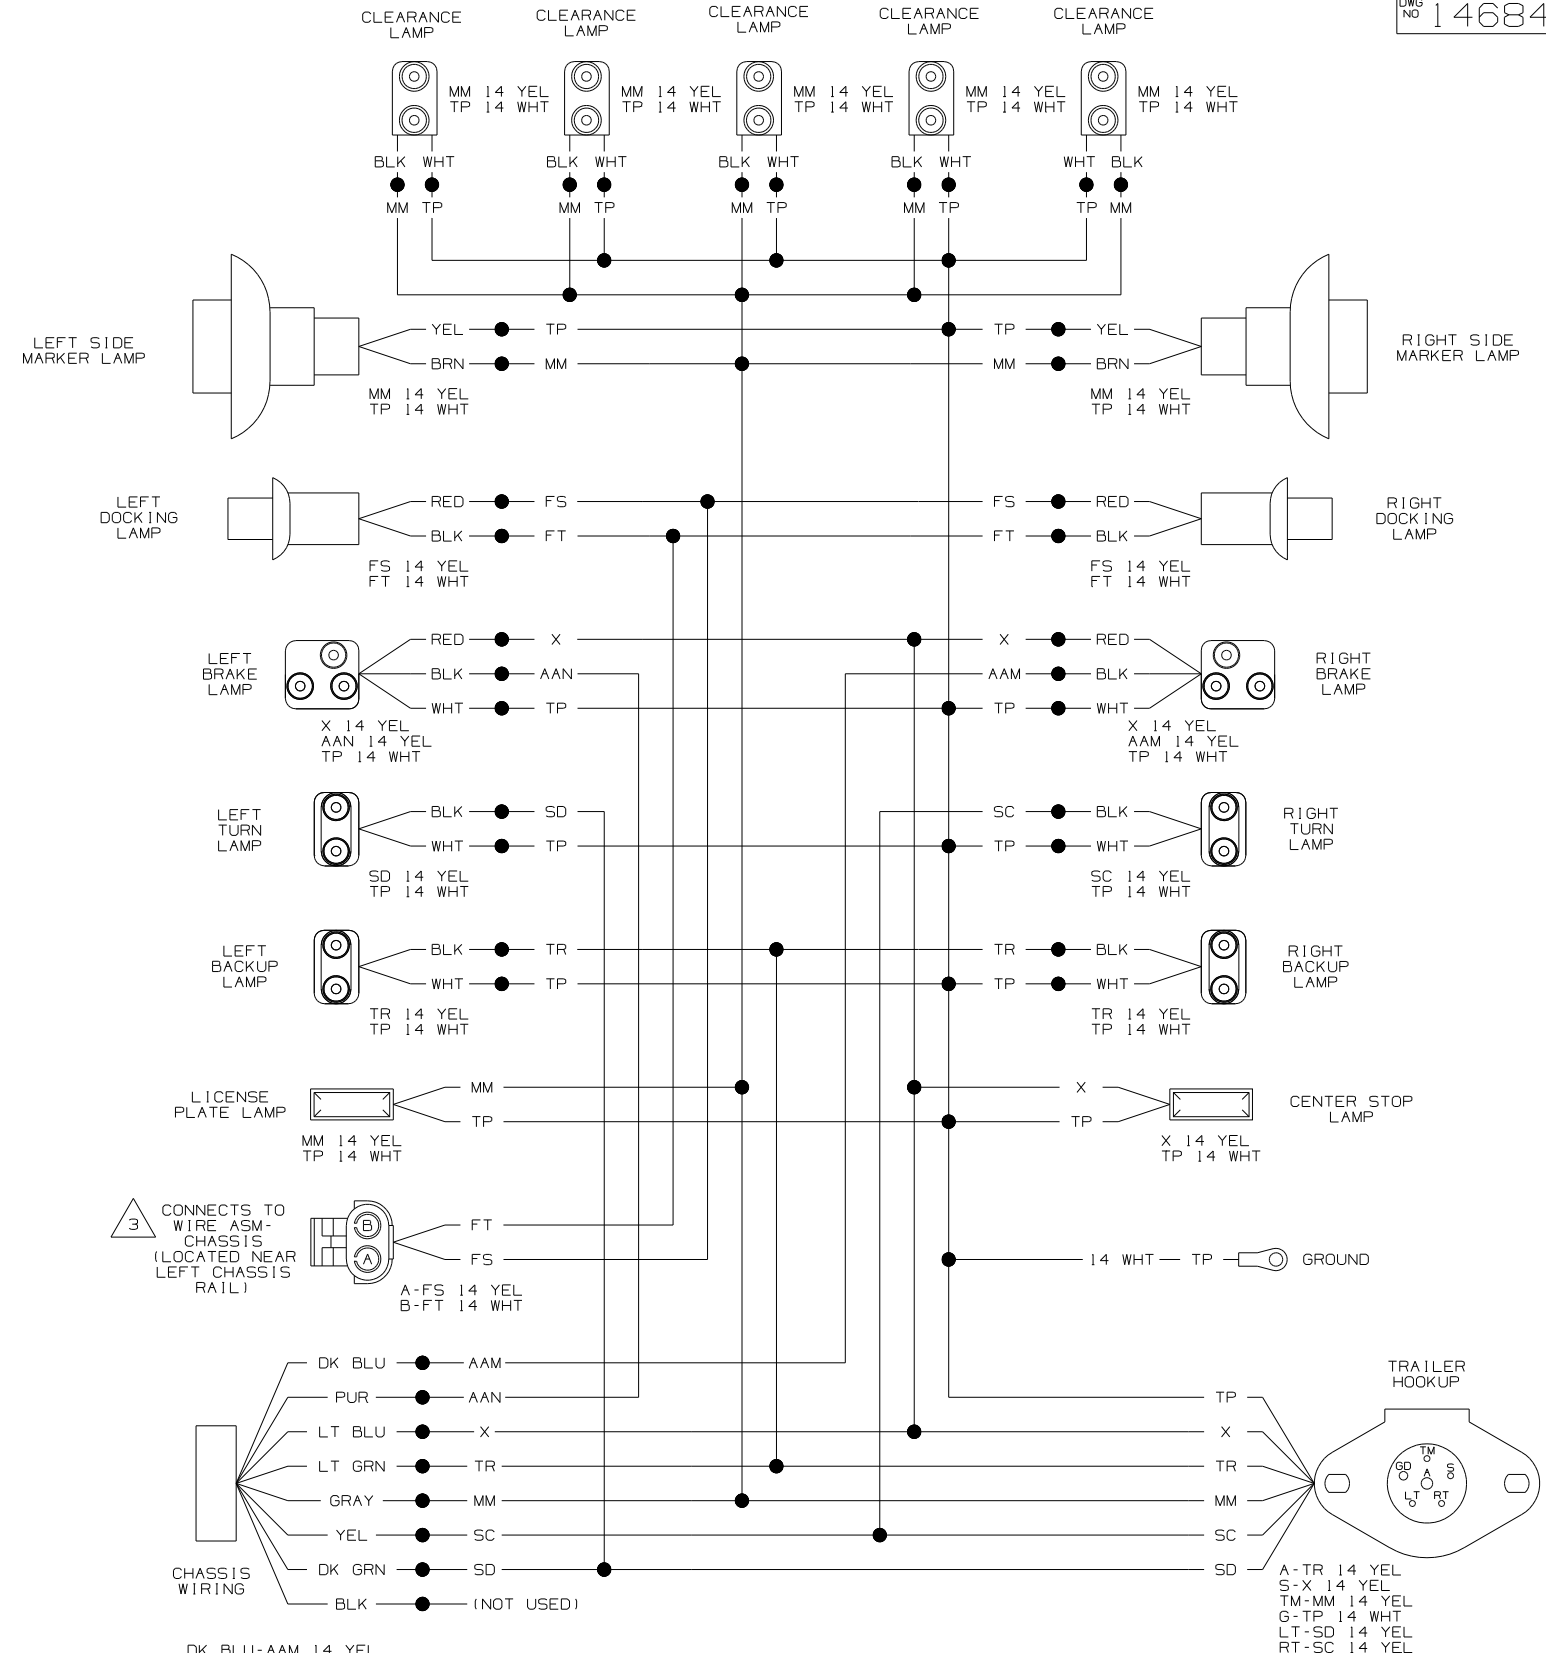 DWG
NO 14684
CLEARANCE
LAMP
CLEARANCE
LAMP
CLEARANCE
LAMP
CLEARANCE
LAMP
CLEARANCE
LAMP
MM 14 YEL
TP 14 WHT
MM 14 YEL
TP 14 WHT
MM 14 YEL
TP 14 WHT
MM 14 YEL
TP 14 WHT
MM 14 YEL
TP 14 WHT
BLK WHT BLK WHT BLK WHT BLK WHT WHT BLK
MM TP MM TP MM TP MM TP TP MM
LEFT SIDE
MARKER LAMP
YEL TP TP YEL
BRN MM MM BRN
MM 14 YEL
TP 14 WHT
MM 14 YEL
TP 14 WHT
RIGHT SIDE
MARKER LAMP
LEFT
DOCKING
LAMP
RED FS FS RED
BLK FT FT BLK
FS 14 YEL
FT 14 WHT
FS 14 YEL
FT 14 WHT
RIGHT
DOCKING
LAMP
LEFT
BRAKE
LAMP
RED X X RED
BLK AAN AAM BLK
WHT TP TP WHT
X 14 YEL
AAN 14 YEL
TP 14 WHT
X 14 YEL
AAM 14 YEL
TP 14 WHT
RIGHT
BRAKE
LAMP
LEFT
TURN
LAMP
BLK SD SC BLK
WHT TP TP WHT
SD 14 YEL
TP 14 WHT
SC 14 YEL
TP 14 WHT
RIGHT
TURN
LAMP
LEFT
BACKUP
LAMP
BLK TR TR BLK
WHT TP TP WHT
TR 14 YEL
TP 14 WHT
TR 14 YEL
TP 14 WHT
RIGHT
BACKUP
LAMP
LICENSE
PLATE LAMP
MM X
TP TP
MM 14 YEL
TP 14 WHT
X 14 YEL
TP 14 WHT
CENTER STOP
LAMP
3
CONNECTS TO
WIRE ASM-
CHASSIS
(LOCATED NEAR
LEFT CHASSIS
RAIL)
B
A
FT
FS
A-FS 14 YEL
B-FT 14 WHT
14 WHT TP GROUND
DK BLU AAM
PUR AAN TP
LT BLU X X
LT GRN TR TR
GRAY MM MM
YEL SC SC
DK GRN SD SD
BLK (NOT USED)
CHASSIS
WIRING
TRAILER
HOOKUP
TM
GD A S
LT RT
A-TR 14 YEL
S-X 14 YEL
TM-MM 14 YEL
G-TP 14 WHT
LT-SD 14 YEL
RT-SC 14 YEL
DK BLU-AAM 14 YEL